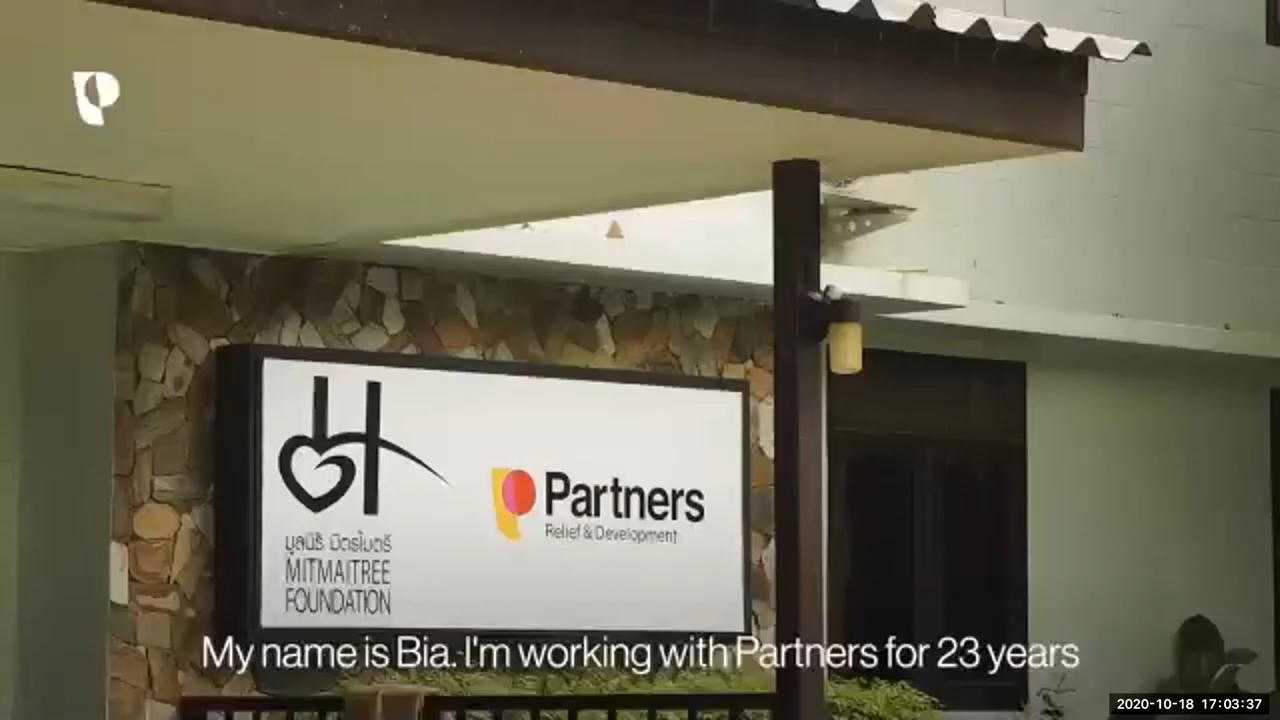 มูลนิธิ มิตรไมตรี
MITMAITREE
FOUNDATION
Partners
Relief & Development
My name is Bia. I'm working with Partners for 23 years
2020-10-18 17:03:37